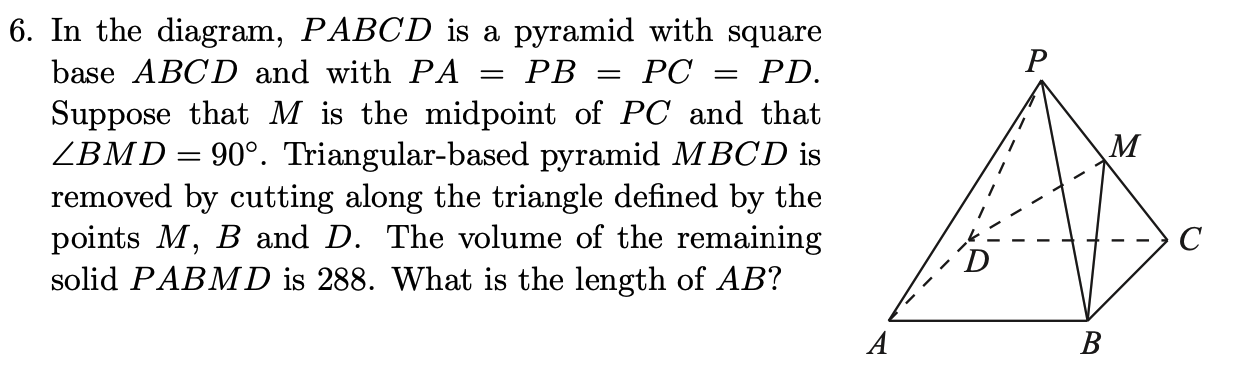 6. In the diagram, PABCD is a pyramid with square
base ABCD and with PA = PB = PC = PD.
Suppose that M is the midpoint of PC and that
∠BMD = 90°. Triangular-based pyramid MBCD is
removed by cutting along the triangle defined by the
points M, B and D. The volume of the remaining
solid PABMD is 288. What is the length of AB?
P
M
C
D
A
B